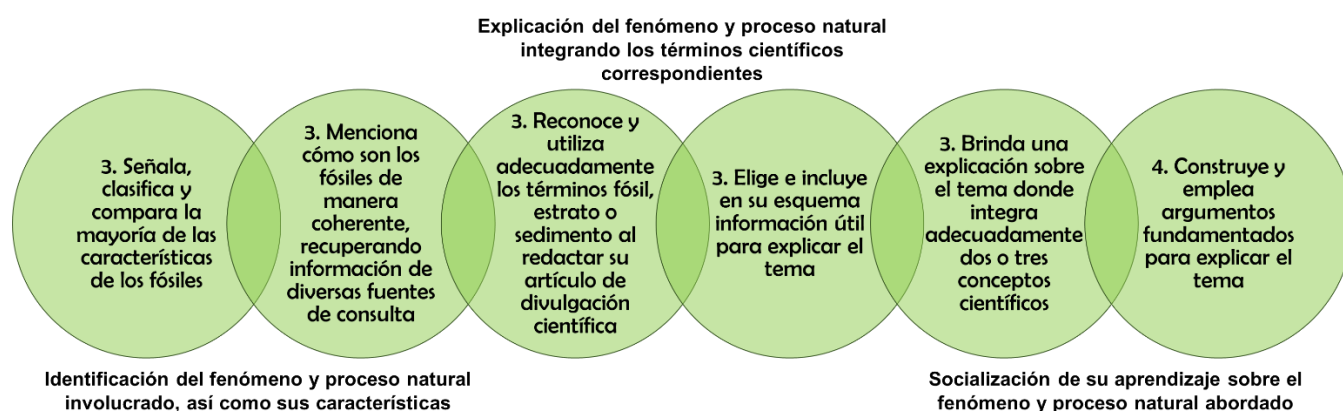 Explicación del fenómeno y proceso natural
integrando los términos científicos
correspondientes
3. Señala,
clasifica y
compara la
mayoría de las
características
de los fósiles
3. Menciona
cómo son los
fósiles de
manera
coherente,
recuperando
información de
diversas fuentes
de consulta
3. Reconoce y
utiliza
adecuadamente
los términos fósil,
estrato o
sedimento al
redactar su
artículo de
divulgación
científica
3. Elige e incluye
en su esquema
información útil
para explicar el
tema
3. Brinda una
explicación sobre
el tema donde
integra
adecuadamente
dos o tres
conceptos
científicos
4. Construye y
emplea
argumentos
fundamentados
para explicar el
tema
Identificación del fenómeno y proceso natural
involucrado, así como sus características
Socialización de su aprendizaje sobre el
fenómeno y proceso natural abordado